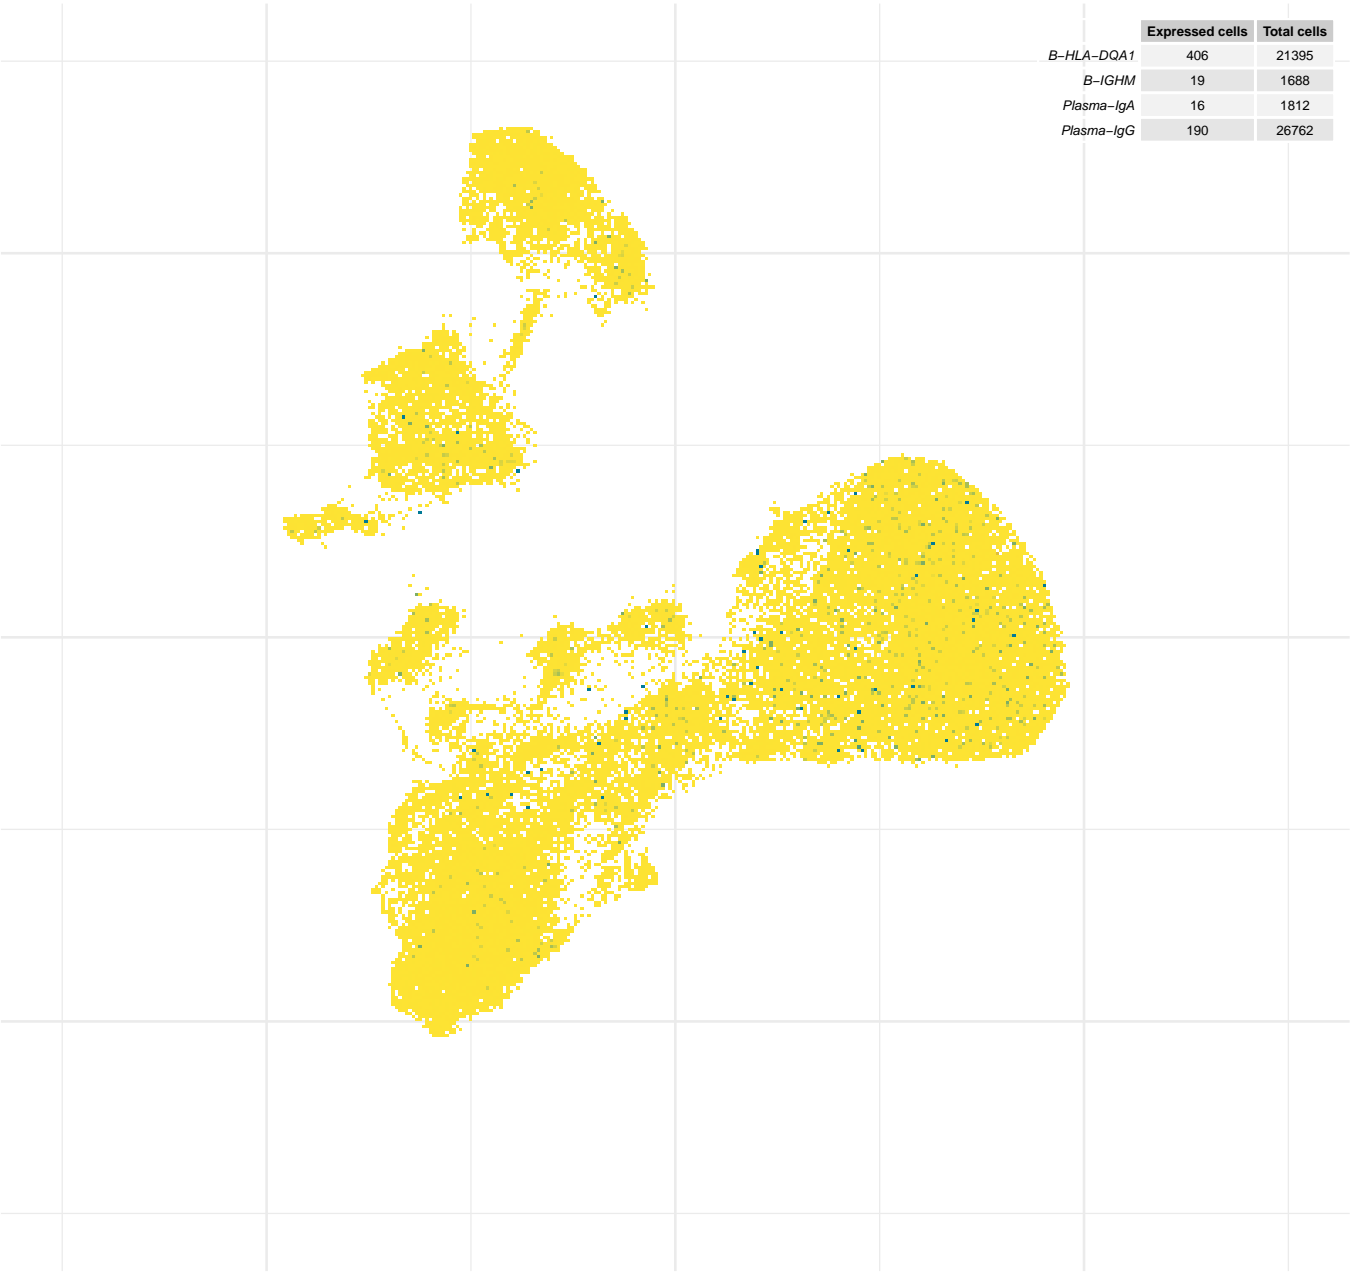 Expressed cells Total cells
B−HLA−DQA1 406 21395
B−IGHM 19 1688
Plasma−IgA 16 1812
Plasma−IgG 190 26762